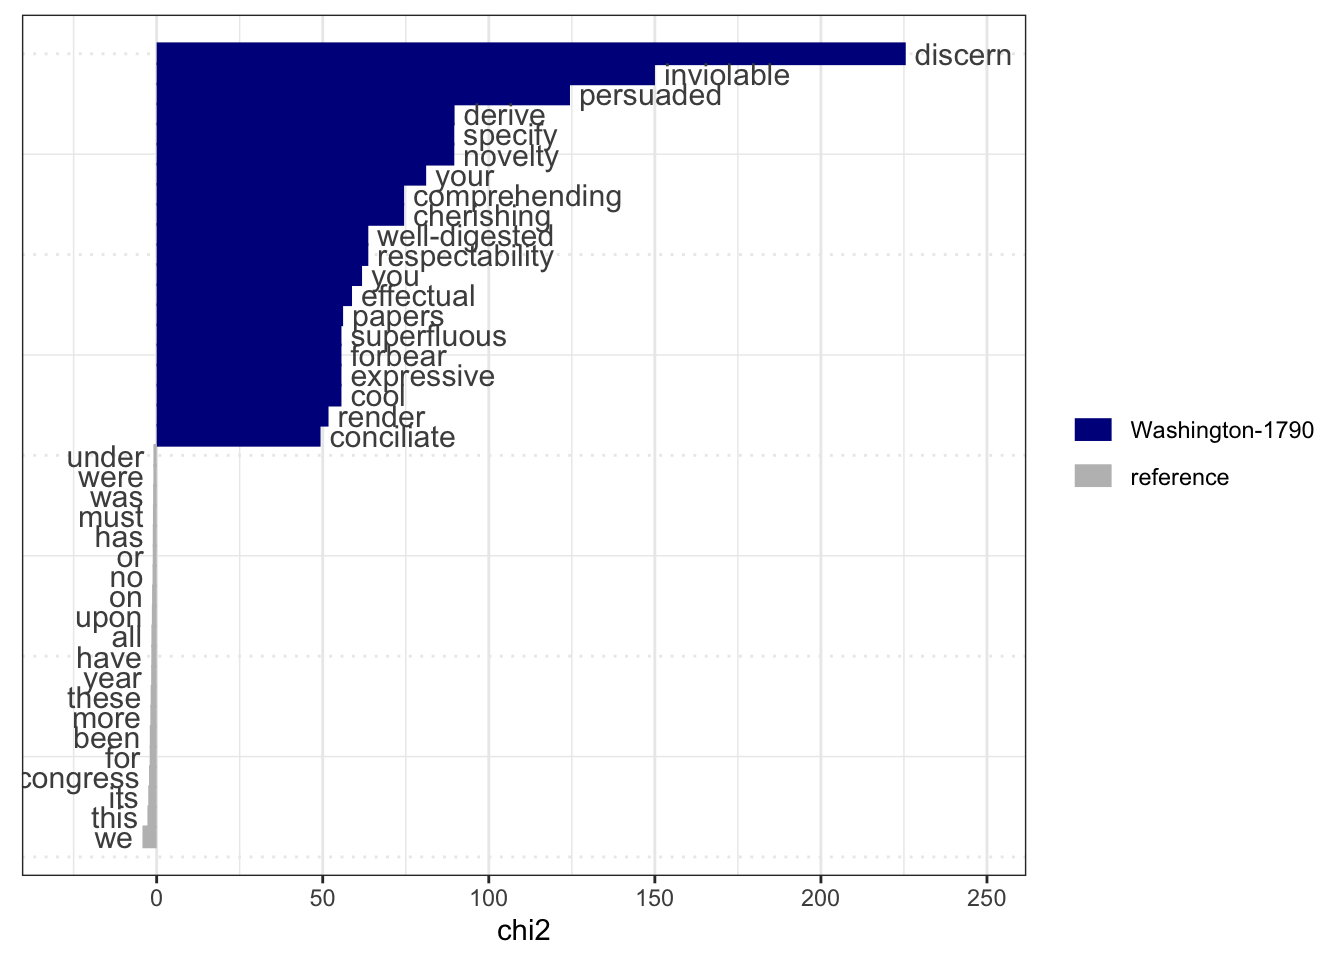 discern
inviolable
persuaded
derive
specify
novelty
your
comprehending
cherishing
well-digested
respectability
you
effectual
papers
superfluous
forbear
expressive
cool
render
conciliate
under
were
was
must
has
or
no
on
upon
all
have
year
these
more
been
for
congress
its
this
we
0 50 100 150 200 250
chi2
Washington-1790
reference